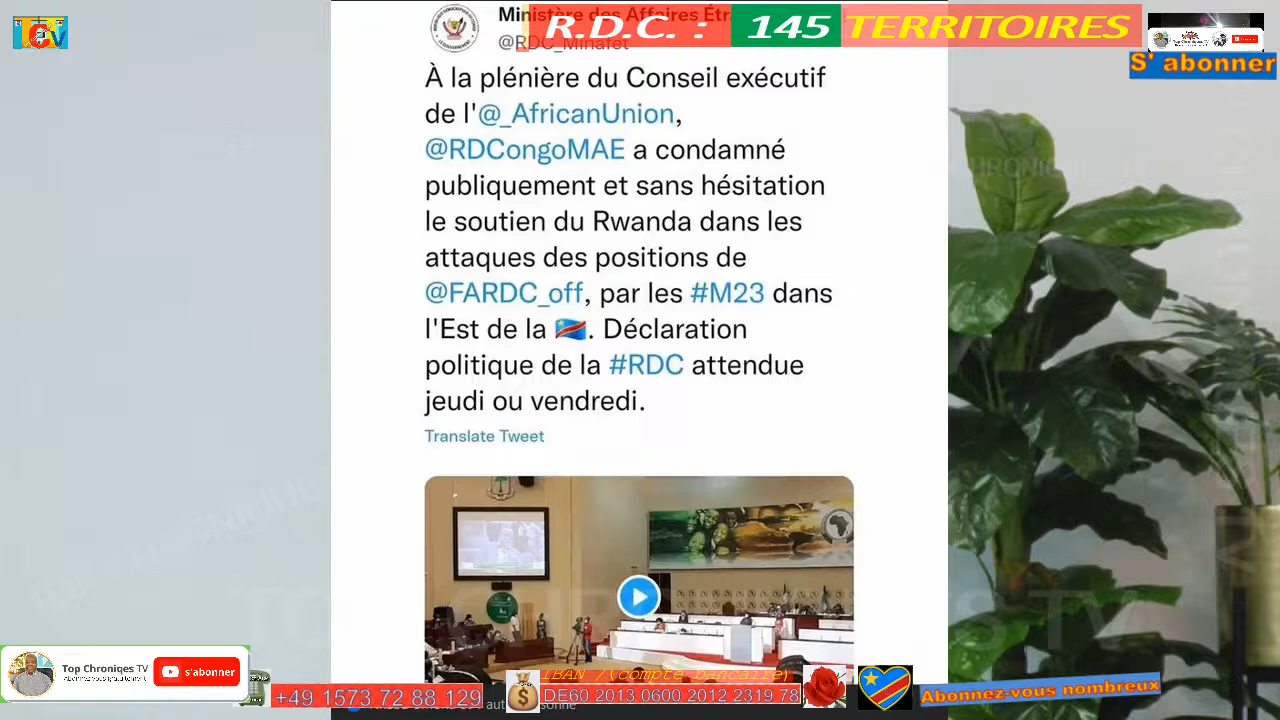 Ministère des Affaires
@RDC_Minafet
R.D.C. : 145 TERRITOIRES
S' abonner
À la plénière du Conseil exécutif
de l'@_AfricanUnion,
@RDCongoMAE a condamné
publiquement et sans hésitation
le soutien du Rwanda dans les
attaques des positions de
@FARDC_off, par les #M23 dans
l'Est de la 🇨🇩. Déclaration
politique de la #RDC attendue
jeudi ou vendredi.
Translate Tweet
Top Chroniqes TV
s'abonner
+49 1573 72 88 129
IBAN /(compte bancaire)
DE60 2013 0600 2012 2319 78
Abonnez-vous nombreux